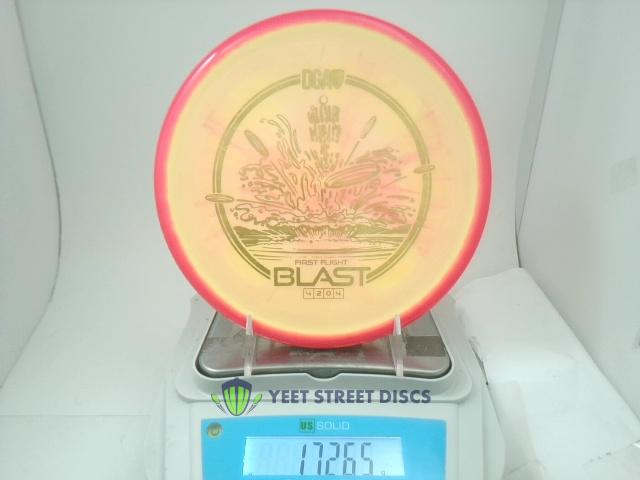 DGA
FIRST FLIGHT
BLAST
4 2 0 4
YEET STREET DISCS
US SOLID
172.65 g